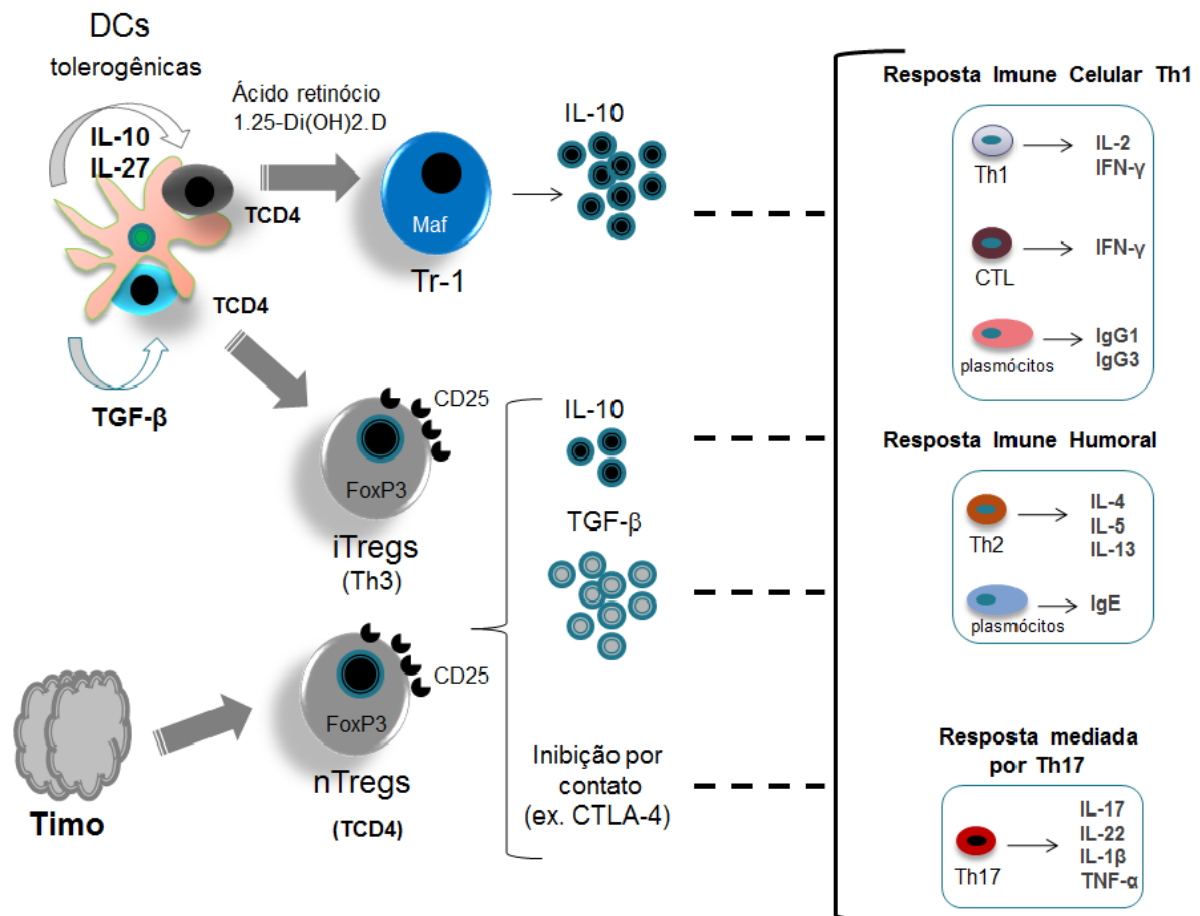 DCs
tolerogênicas
IL-10
IL-27
TCD4
Ácido retinócio
1.25-Di(OH)2.D
Maf
Tr-1
IL-10
TCD4
TGF-β
CD25
FoxP3
iTregs
(Th3)
IL-10
TGF-β
Timo
CD25
FoxP3
nTregs
(TCD4)
Inibição por
contato
(ex. CTLA-4)
Resposta Imune Celular Th1
Th1
IL-2
IFN-γ
CTL
IFN-γ
plasmócitos
IgG1
IgG3
Resposta Imune Humoral
Th2
IL-4
IL-5
IL-13
plasmócitos
IgE
Resposta mediada
por Th17
Th17
IL-17
IL-22
IL-1β
TNF-α